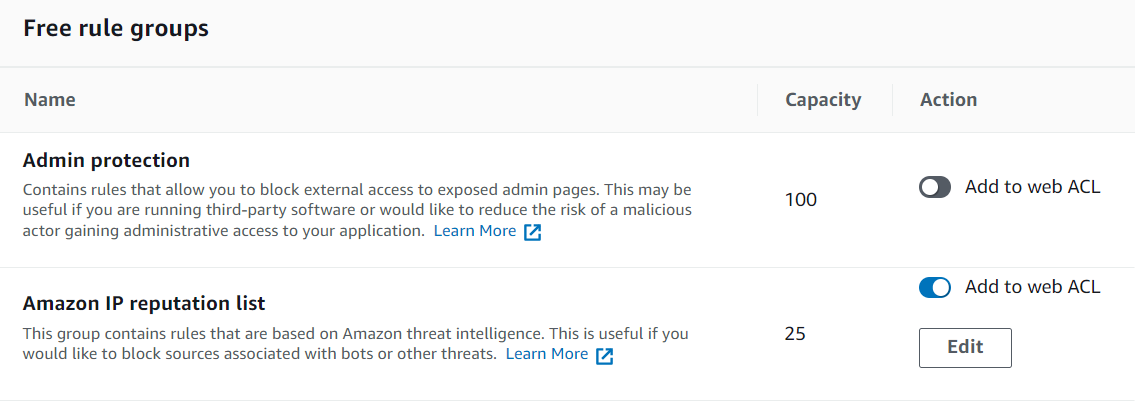 Free rule groups
Name Capacity Action
Admin protection
Contains rules that allow you to block external access to exposed admin pages. This may be
useful if you are running third-party software or would like to reduce the risk of a malicious
actor gaining administrative access to your application. Learn More
100
Add to web ACL
Amazon IP reputation list
This group contains rules that are based on Amazon threat intelligence. This is useful if you
would like to block sources associated with bots or other threats. Learn More
25
Add to web ACL
Edit